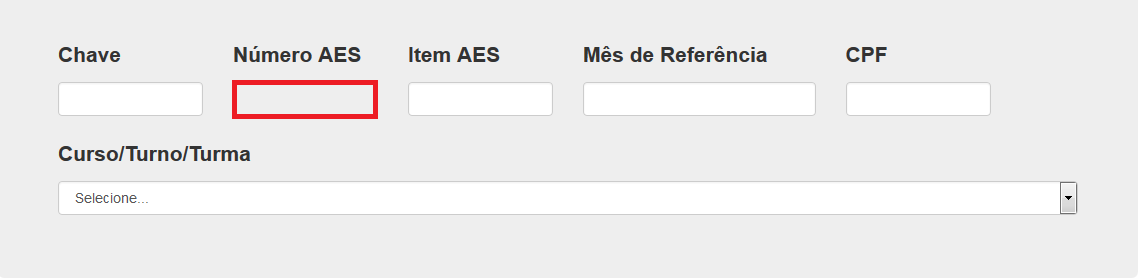 Chave Número AES Item AES Mês de Referência CPF
Curso/Turno/Turma
Selecione...